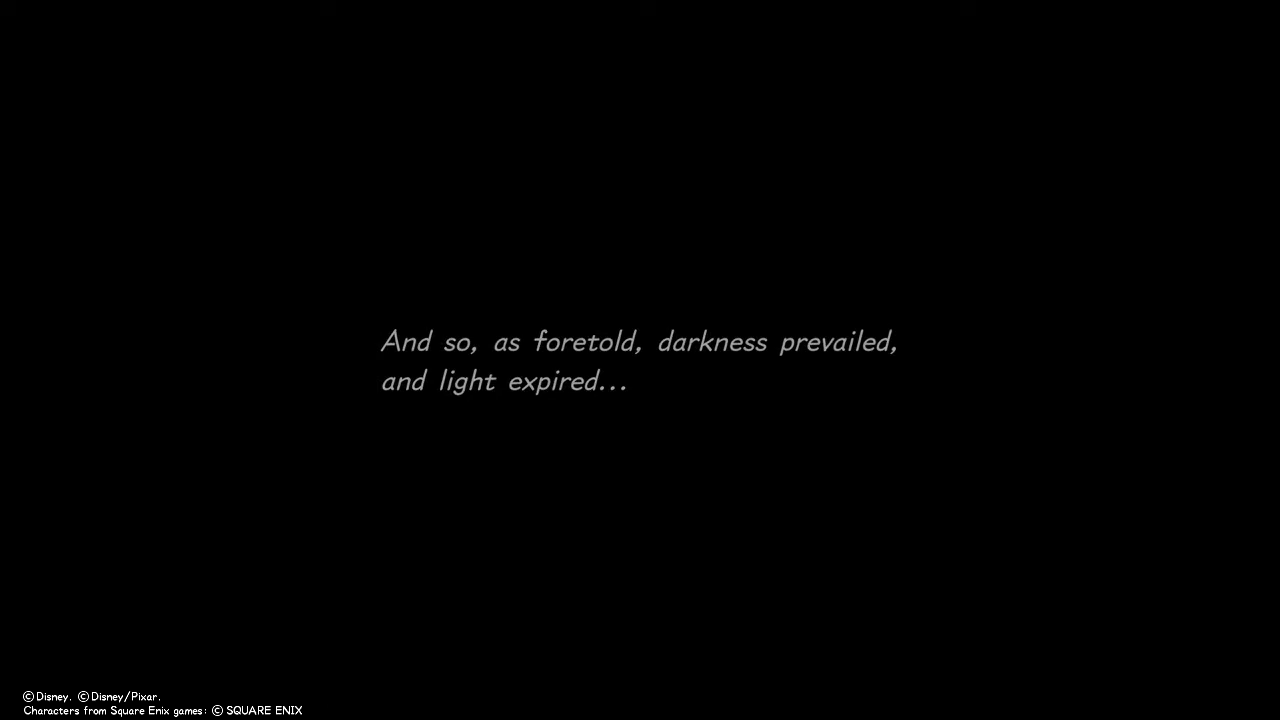 And so, as foretold, darkness prevailed,
and light expired...
©Disney. ©Disney/Pixar.
Characters from Square Enix games: © SQUARE ENIX